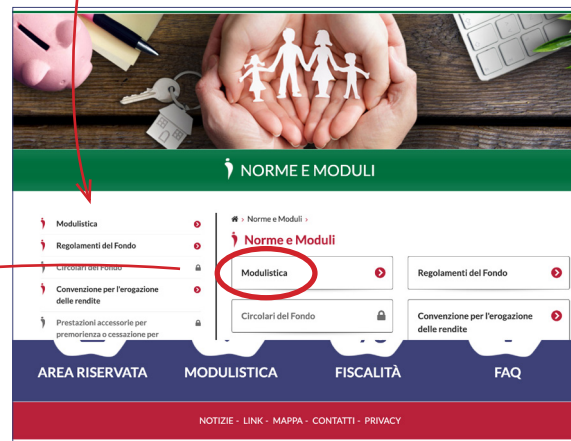 NORME E MODULI
Modulistica
Regolamenti del Fondo
Circolari del Fondo
Convenzione per l'erogazione
delle rendite
Prestazioni accessorie per
premorienza o cessazione per
› Norme e Moduli ›
Norme e Moduli
Modulistica
Regolamenti del Fondo
Circolari del Fondo
Convenzione per l'erogazione
delle rendite
AREA RISERVATA MODULISTICA FISCALITÀ FAQ
NOTIZIE - LINK - MAPPA - CONTATTI - PRIVACY